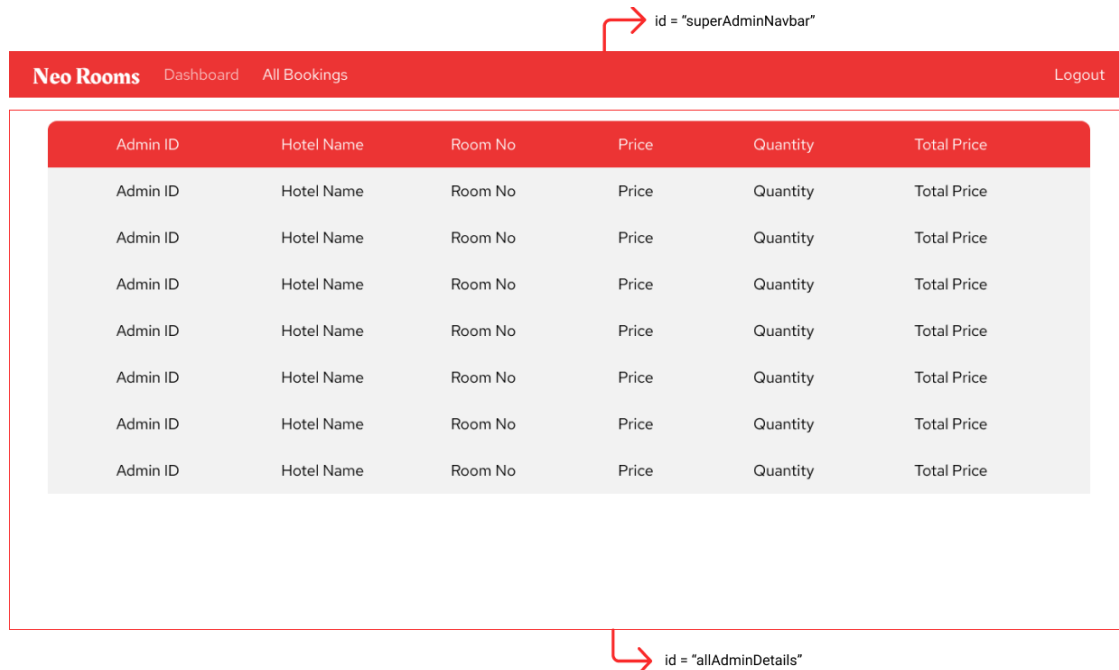 id = “superAdminNavbar”
Neo Rooms Dashboard All Bookings Logout
Admin ID Hotel Name Room No Price Quantity Total Price
Admin ID Hotel Name Room No Price Quantity Total Price
Admin ID Hotel Name Room No Price Quantity Total Price
Admin ID Hotel Name Room No Price Quantity Total Price
Admin ID Hotel Name Room No Price Quantity Total Price
Admin ID Hotel Name Room No Price Quantity Total Price
Admin ID Hotel Name Room No Price Quantity Total Price
Admin ID Hotel Name Room No Price Quantity Total Price
id = “allAdminDetails”